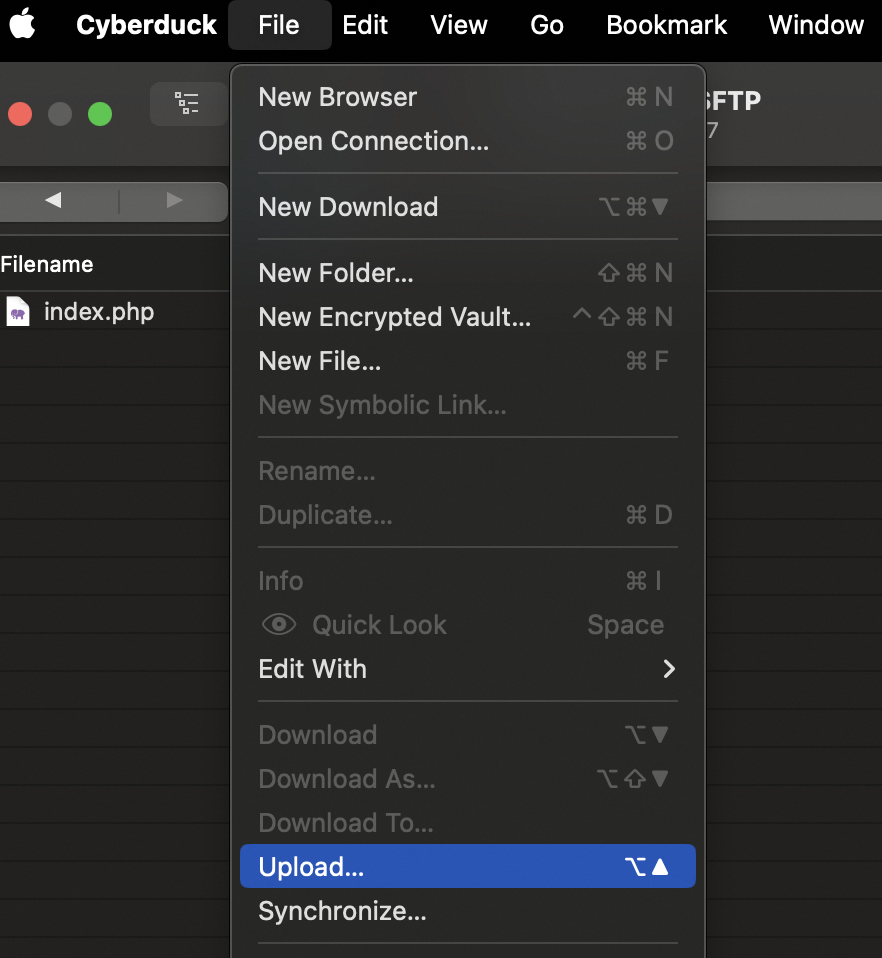 Cyberduck File Edit View Go Bookmark Window
New Browser ⌘ N
SFTP
Open Connection... ⌘ O
7
New Download ⌥ ⌘ ▼
Filename
New Folder... ⇧ ⌘ N
index.php
New Encrypted Vault... ^ ⇧ ⌘ N
New File... ⌘ F
New Symbolic Link...
Rename...
Duplicate... ⌘ D
Info ⌘ I
Quick Look Space
Edit With
Download ⌥ ▼
Download As... ⌥ ⇧ ▼
Download To...
Upload... ⌥ ▲
Synchronize...